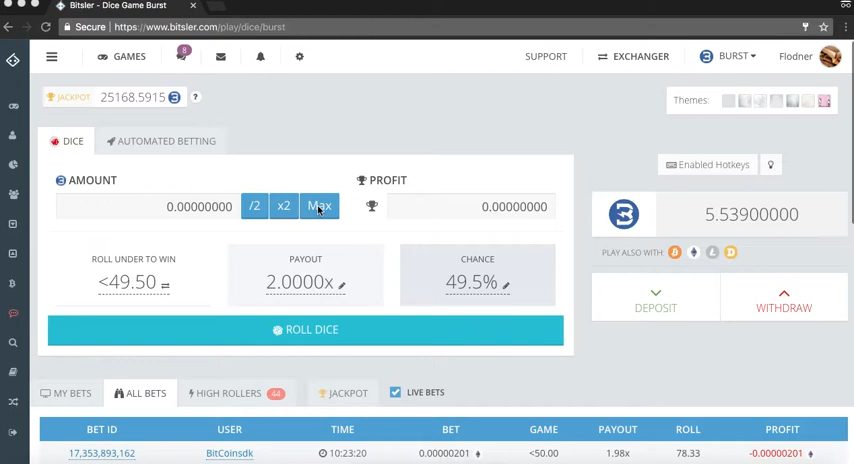 Bitsler - Dice Game Burst
Secure https://www.bitsler.com/play/dice/burst
GAMES 8 SUPPORT EXCHANGER BURST Flodner
JACKPOT 25168.5915 ?
Themes:
DICE AUTOMATED BETTING
Enabled Hotkeys
AMOUNT PROFIT
0.00000000 /2 x2 Max 0.00000000
5.53900000
PLAY ALSO WITH:
ROLL UNDER TO WIN PAYOUT CHANCE
<49.50 2.0000x 49.5%
DEPOSIT WITHDRAW
ROLL DICE
MY BETS ALL BETS HIGH ROLLERS 44 JACKPOT LIVE BETS
BET ID USER TIME BET GAME PAYOUT ROLL PROFIT
17,353,893,162 BitCoinsdk 10:23:20 0.00000201 <50.00 1.98x 78.33 -0.00000201